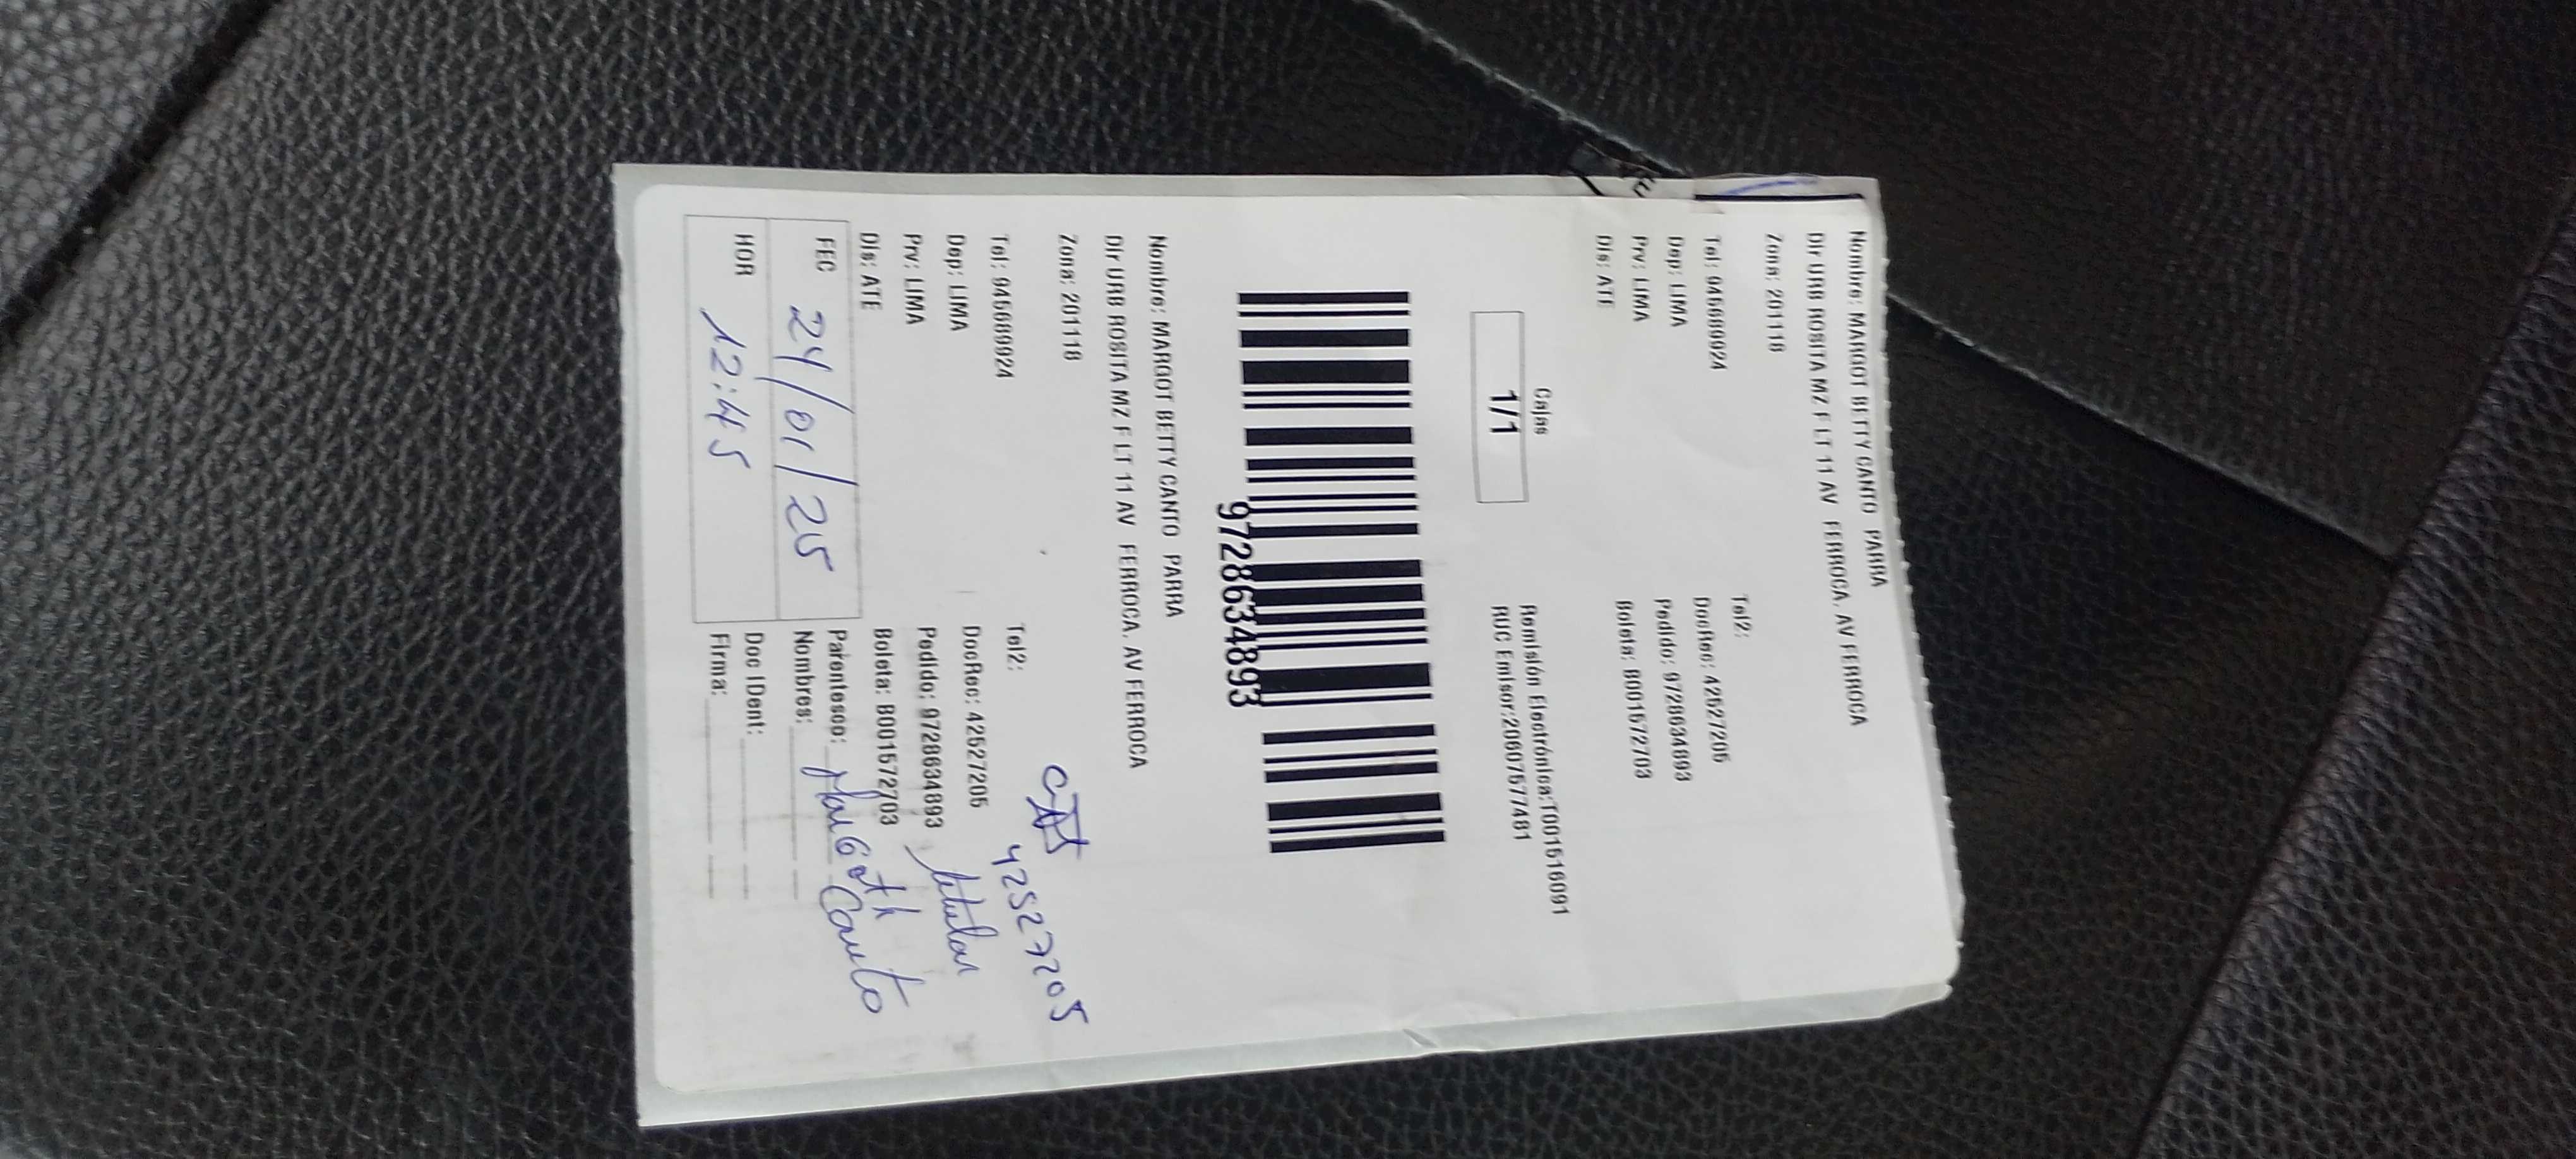 Nombre: MARGOT BETTY CANTO PARRA
Dir URB ROSITA MZ F LT 11 AV FERROCA. AV FERROCA
Zona: 201118
Tel: 945689924
Tel2:
Dep: LIMA
DocRec: 42527205
Prv: LIMA
Pedido: 9728634893
Dis: ATE
Boleta: B001572703
Cajas
1/1
Remisión Electrónica:T001516091
RUC Emisor:20607577481
9728634893
Nombre: MARGOT BETTY CANTO PARRA
Dir URB ROSITA MZ F LT 11 AV FERROCA. AV FERROCA
Zona: 201118
Tel: 945689924
Tel2:
42527205
Dep: LIMA
DocRec: 42527205
Prv: LIMA
Pedido: 9728634893
titular
Dis: ATE
Boleta: B001572703
FEC 24/01/25
Parentesco:
Nombres:
Canto
HOR 12:45
Doc IDent:
Firma: